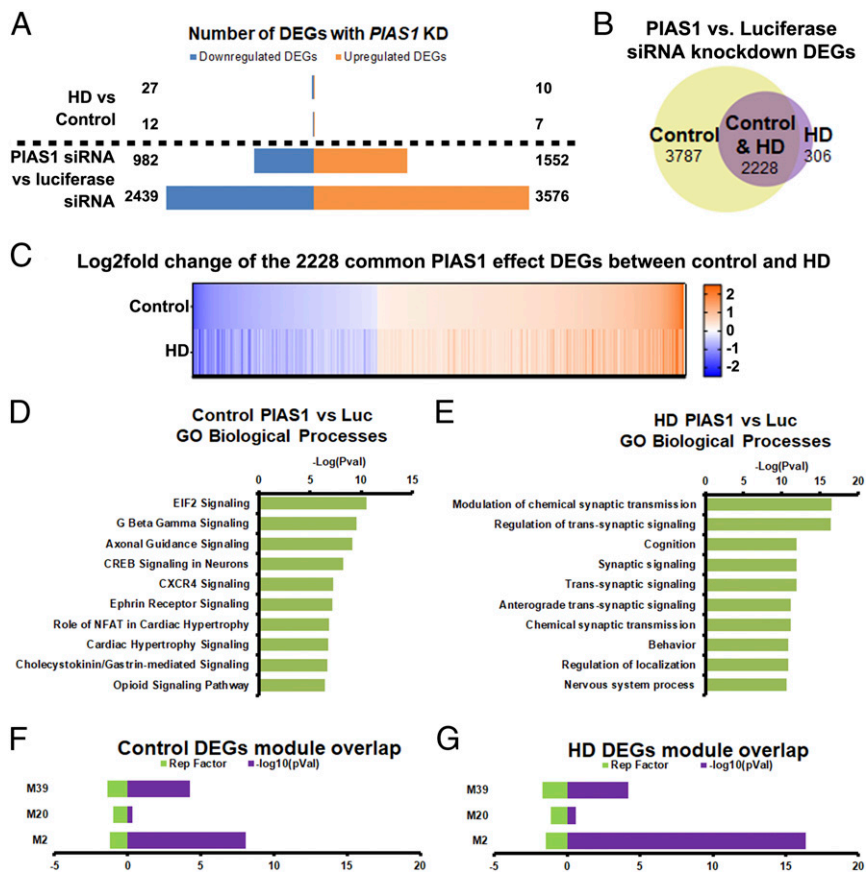 A
Number of DEGs with PIAS1 KD
Downregulated DEGs Upregulated DEGs
HD vs
Control
27
10
12
7
PIAS1 siRNA
vs luciferase
siRNA
982
1552
2439
3576
B
PIAS1 vs. Luciferase
siRNA knockdown DEGs
Control
3787
Control
& HD
2228
HD
306
C
Log2fold change of the 2228 common PIAS1 effect DEGs between control and HD
Control
HD
2
1
0
-1
-2
D
Control PIAS1 vs Luc
GO Biological Processes
-Log(Pval)
0 5 10 15
EIF2 Signaling
G Beta Gamma Signaling
Axonal Guidance Signaling
CREB Signaling in Neurons
CXCR4 Signaling
Ephrin Receptor Signaling
Role of NFAT in Cardiac Hypertrophy
Cardiac Hypertrophy Signaling
Cholecystokinin/Gastrin-mediated Signaling
Opioid Signaling Pathway
E
HD PIAS1 vs Luc
GO Biological Processes
-Log(Pval)
0 5 10 15 20
Modulation of chemical synaptic transmission
Regulation of trans-synaptic signaling
Cognition
Synaptic signaling
Trans-synaptic signaling
Anterograde trans-synaptic signaling
Chemical synaptic transmission
Behavior
Regulation of localization
Nervous system process
F
Control DEGs module overlap
Rep Factor -log10(pVal)
M39
M20
M2
-5 0 5 10 15 20
G
HD DEGs module overlap
Rep Factor -log10(pVal)
M39
M20
M2
-5 0 5 10 15 20